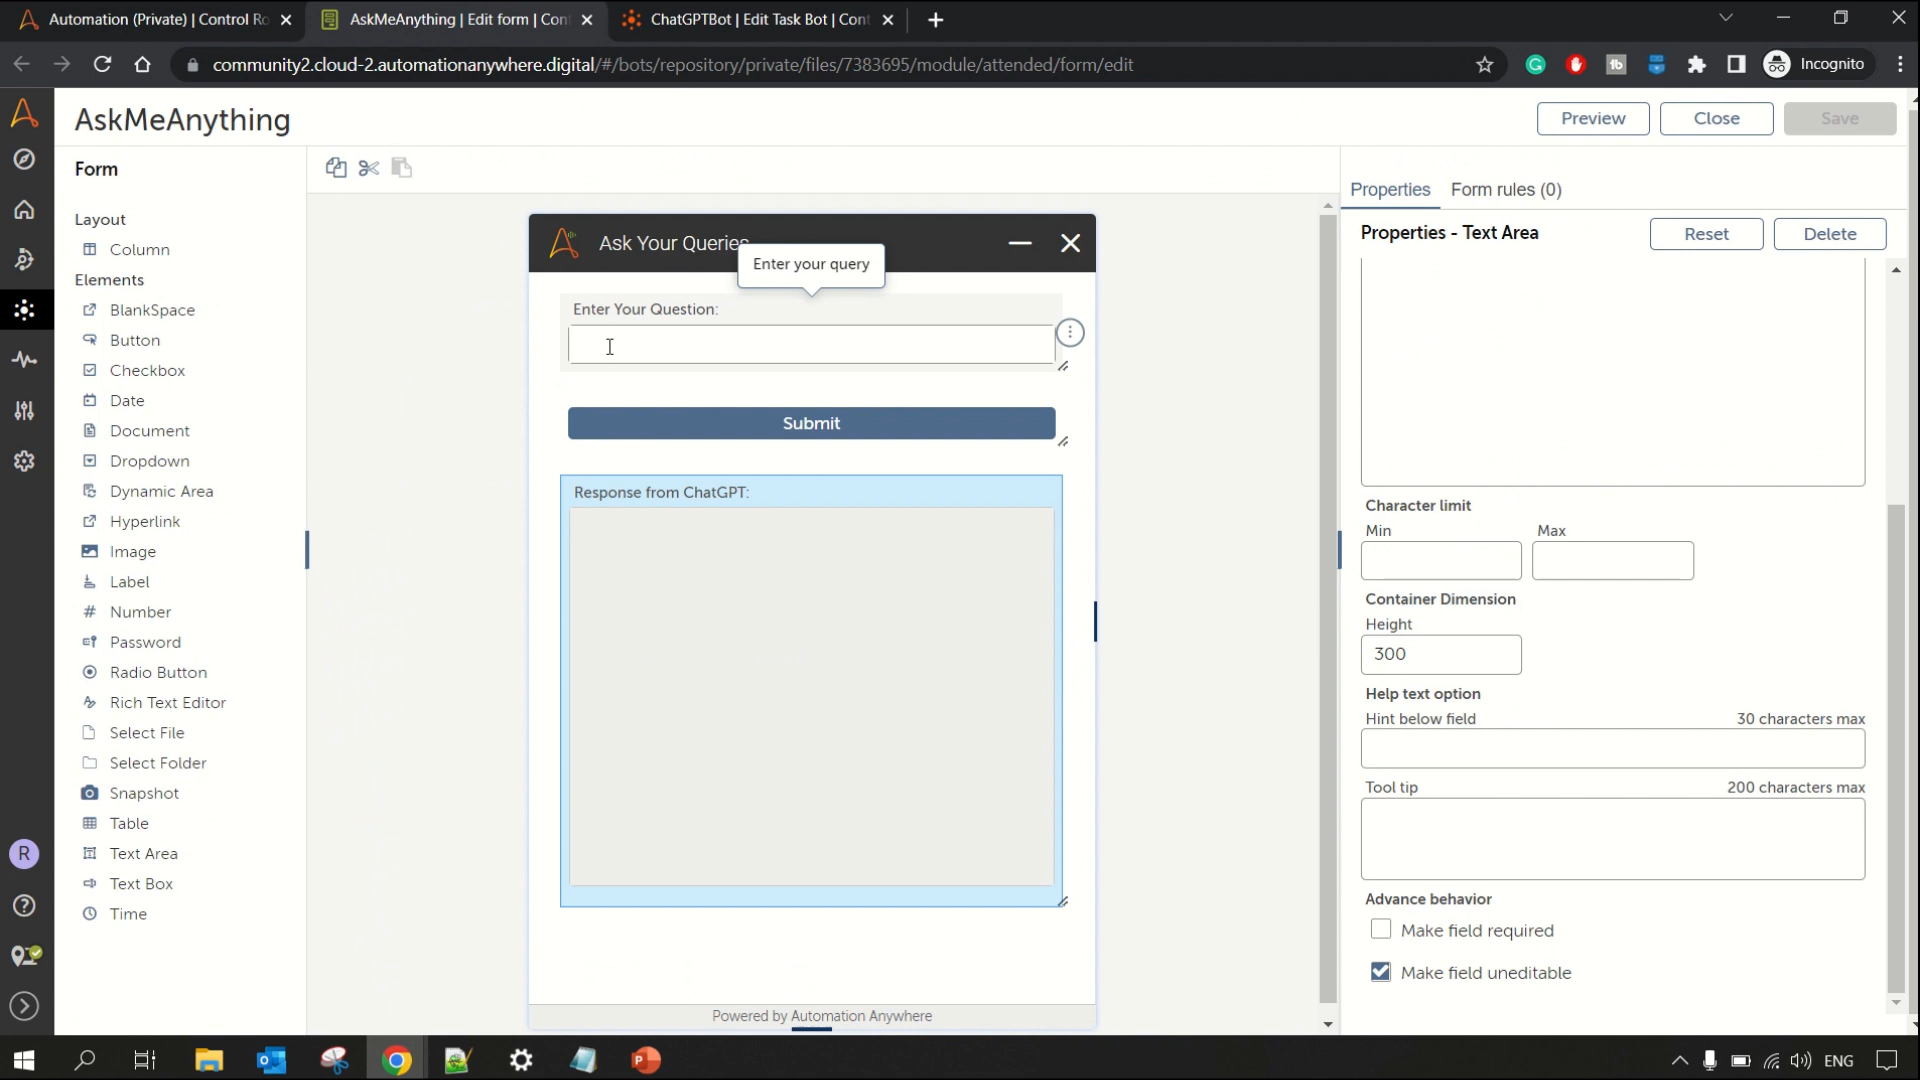 Automation (Private) | Control Ro
AskMeAnything | Edit form | Con
ChatGPTBot | Edit Task Bot | Cont
community2.cloud-2.automationanywhere.digital/#/bots/repository/private/files/7383695/module/attended/form/edit
Incognito
AskMeAnything
Preview
Close
Save
Form
Layout
Column
Elements
BlankSpace
Button
Checkbox
Date
Document
Dropdown
Dynamic Area
Hyperlink
Image
Label
Number
Password
Radio Button
Rich Text Editor
Select File
Select Folder
Snapshot
Table
Text Area
Text Box
Time
R
Ask Your Queries
Enter your query
Enter Your Question:
Submit
Response from ChatGPT:
Powered by Automation Anywhere
Properties
Form rules (0)
Properties - Text Area
Reset
Delete
Character limit
Min
Max
Container Dimension
Height
300
Help text option
Hint below field
30 characters max
Tool tip
200 characters max
Advance behavior
Make field required
Make field uneditable
ENG